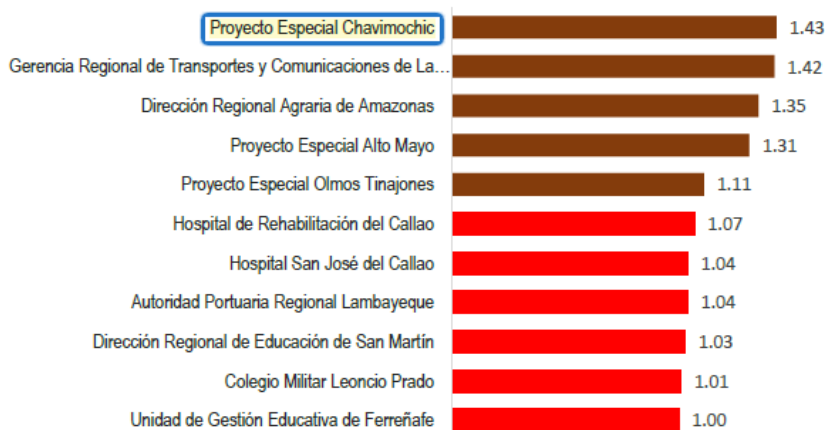 Proyecto Especial Chavimochic 1.43
Gerencia Regional de Transportes y Comunicaciones de La... 1.42
Dirección Regional Agraria de Amazonas 1.35
Proyecto Especial Alto Mayo 1.31
Proyecto Especial Olmos Tinajones 1.11
Hospital de Rehabilitación del Callao 1.07
Hospital San José del Callao 1.04
Autoridad Portuaria Regional Lambayeque 1.04
Dirección Regional de Educación de San Martín 1.03
Colegio Militar Leoncio Prado 1.01
Unidad de Gestión Educativa de Ferreñafe 1.00